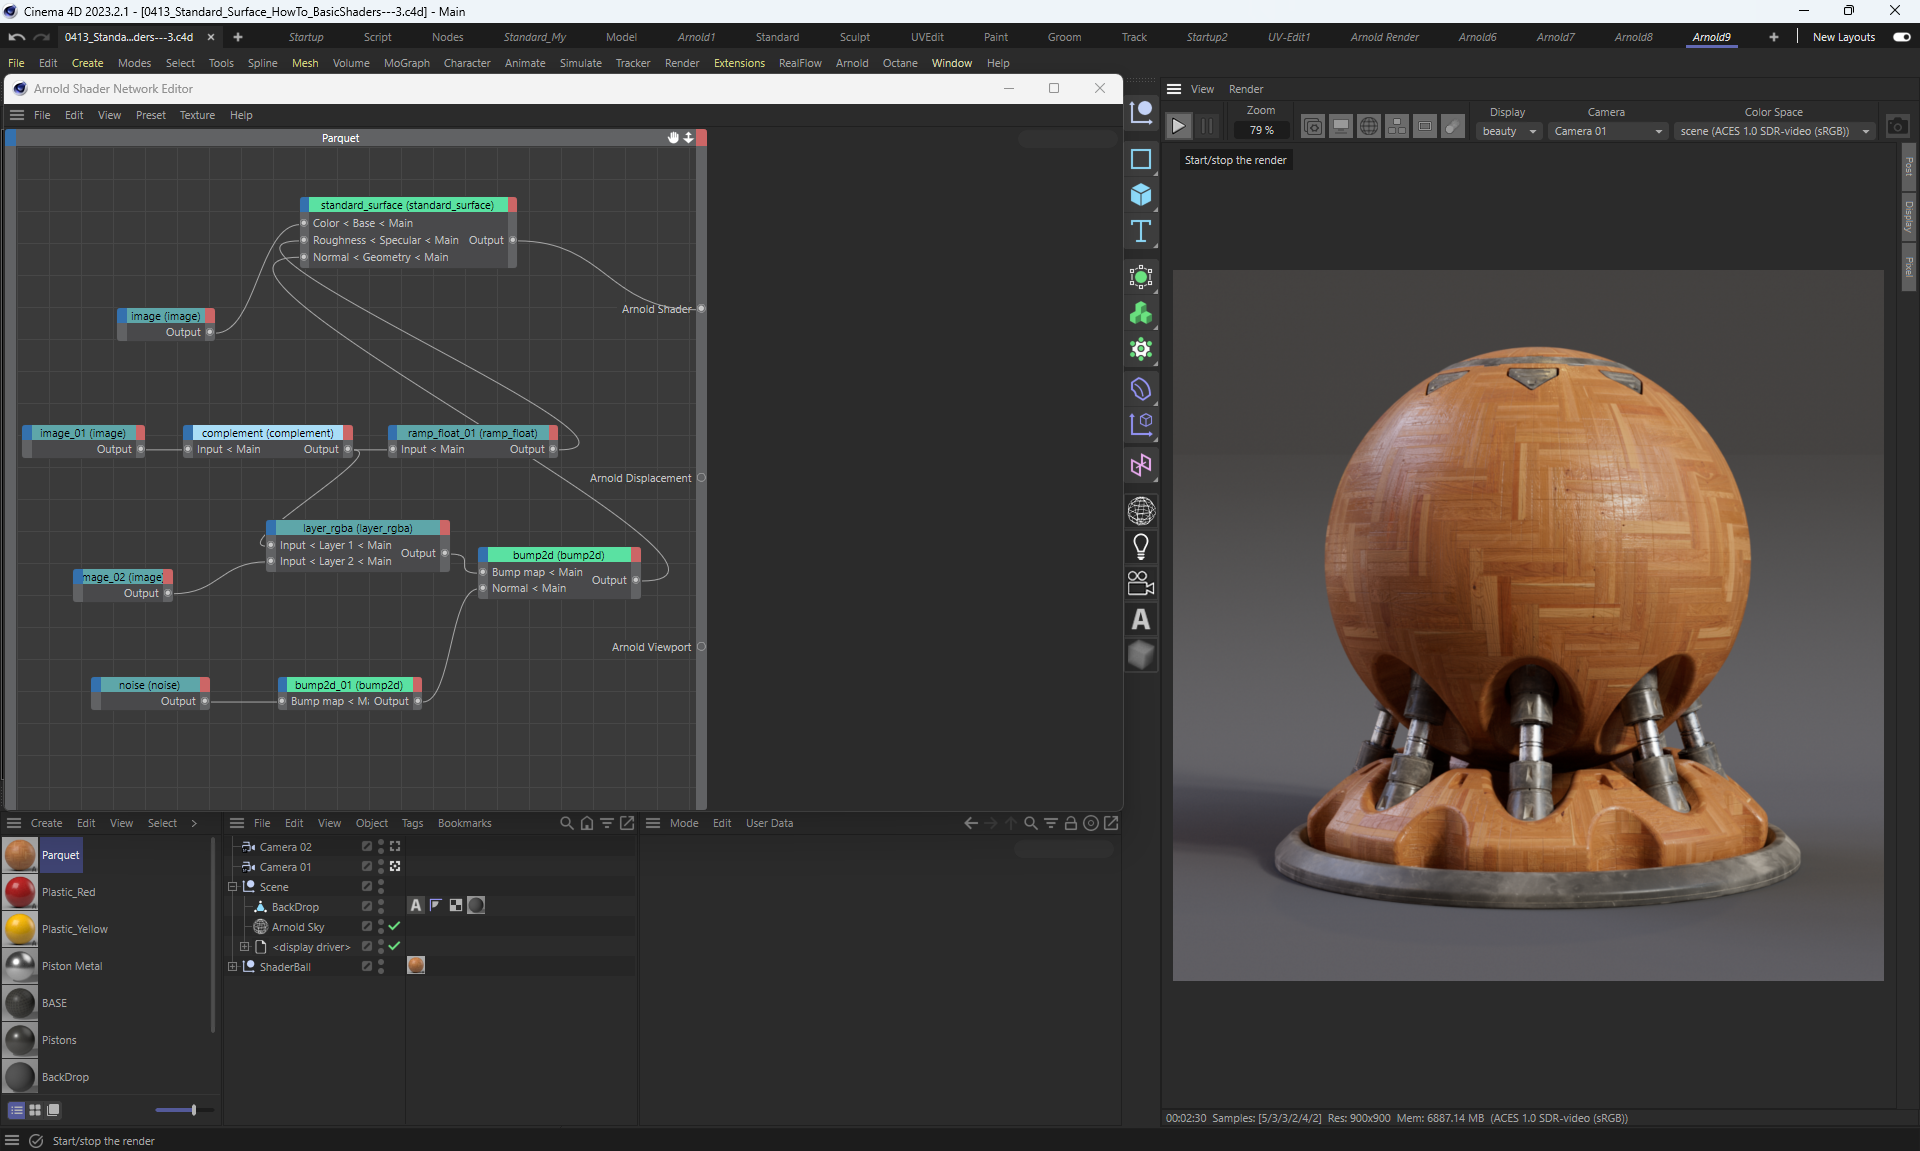 Cinema 4D 2023.2.1 - [0413_Standard_Surface_HowTo_BasicShaders---3.c4d] - Main
0413_Standa...ders---3.c4d Startup Script Nodes Standard_My Model Arnold1 Standard Sculpt UVEdit Paint Groom Track Startup2 UV-Edit1 Arnold Render Arnold6 Arnold7 Arnold8 Arnold9 New Layouts
File Edit Create Modes Select Tools Spline Mesh Volume MoGraph Character Animate Simulate Tracker Render Extensions RealFlow Arnold Octane Window Help
Arnold Shader Network Editor
File Edit View Preset Texture Help
Parquet
standard_surface (standard_surface)
Color < Base < Main
Roughness < Specular < Main Output
Normal < Geometry < Main
image (image)
Output
Arnold Shader
image_01 (image)
Output
complement (complement)
Input < Main Output
ramp_float_01 (ramp_float)
Input < Main Output
Arnold Displacement
layer_rgba (layer_rgba)
Input < Layer 1 < Main
Output
Input < Layer 2 < Main
mage_02 (image)
Output
bump2d (bump2d)
Bump map < Main
Output
Normal < Main
Arnold Viewport
noise (noise)
Output
bump2d_01 (bump2d)
Bump map < M Output
View Render
Zoom
79 %
Display
beauty
Camera
Camera 01
Color Space
scene (ACES 1.0 SDR-video (sRGB))
Start/stop the render
Post
Display
Pixel
T
A
Create Edit View Select >
Parquet
Plastic_Red
Plastic_Yellow
Piston Metal
BASE
Pistons
BackDrop
File Edit View Object Tags Bookmarks
Camera 02
Camera 01
Scene
BackDrop
A
Arnold Sky
<display driver>
ShaderBall
Mode Edit User Data
00:02:30 Samples: [5/3/3/2/4/2] Res: 900x900 Mem: 6887.14 MB (ACES 1.0 SDR-video (sRGB))
Start/stop the render